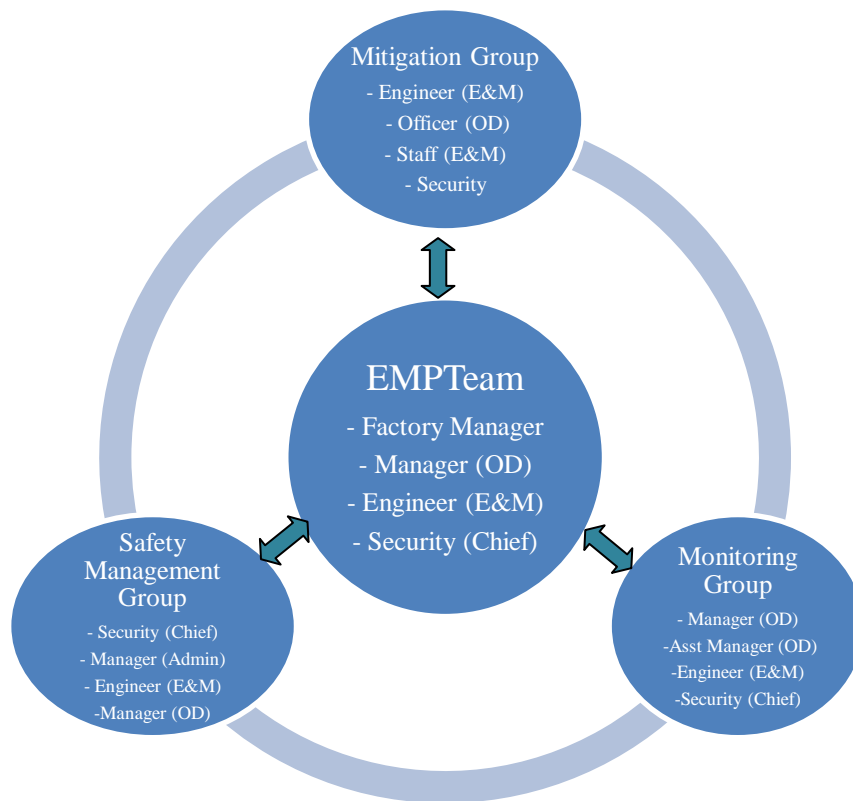 Mitigation Group
- Engineer (E&M)
- Officer (OD)
- Staff (E&M)
- Security
EMPTeam
- Factory Manager
- Manager (OD)
- Engineer (E&M)
- Security (Chief)
Safety
Management
Group
- Security (Chief)
- Manager (Admin)
- Engineer (E&M)
-Manager (OD)
Monitoring
Group
- Manager (OD)
-Asst Manager (OD)
-Engineer (E&M)
-Security (Chief)